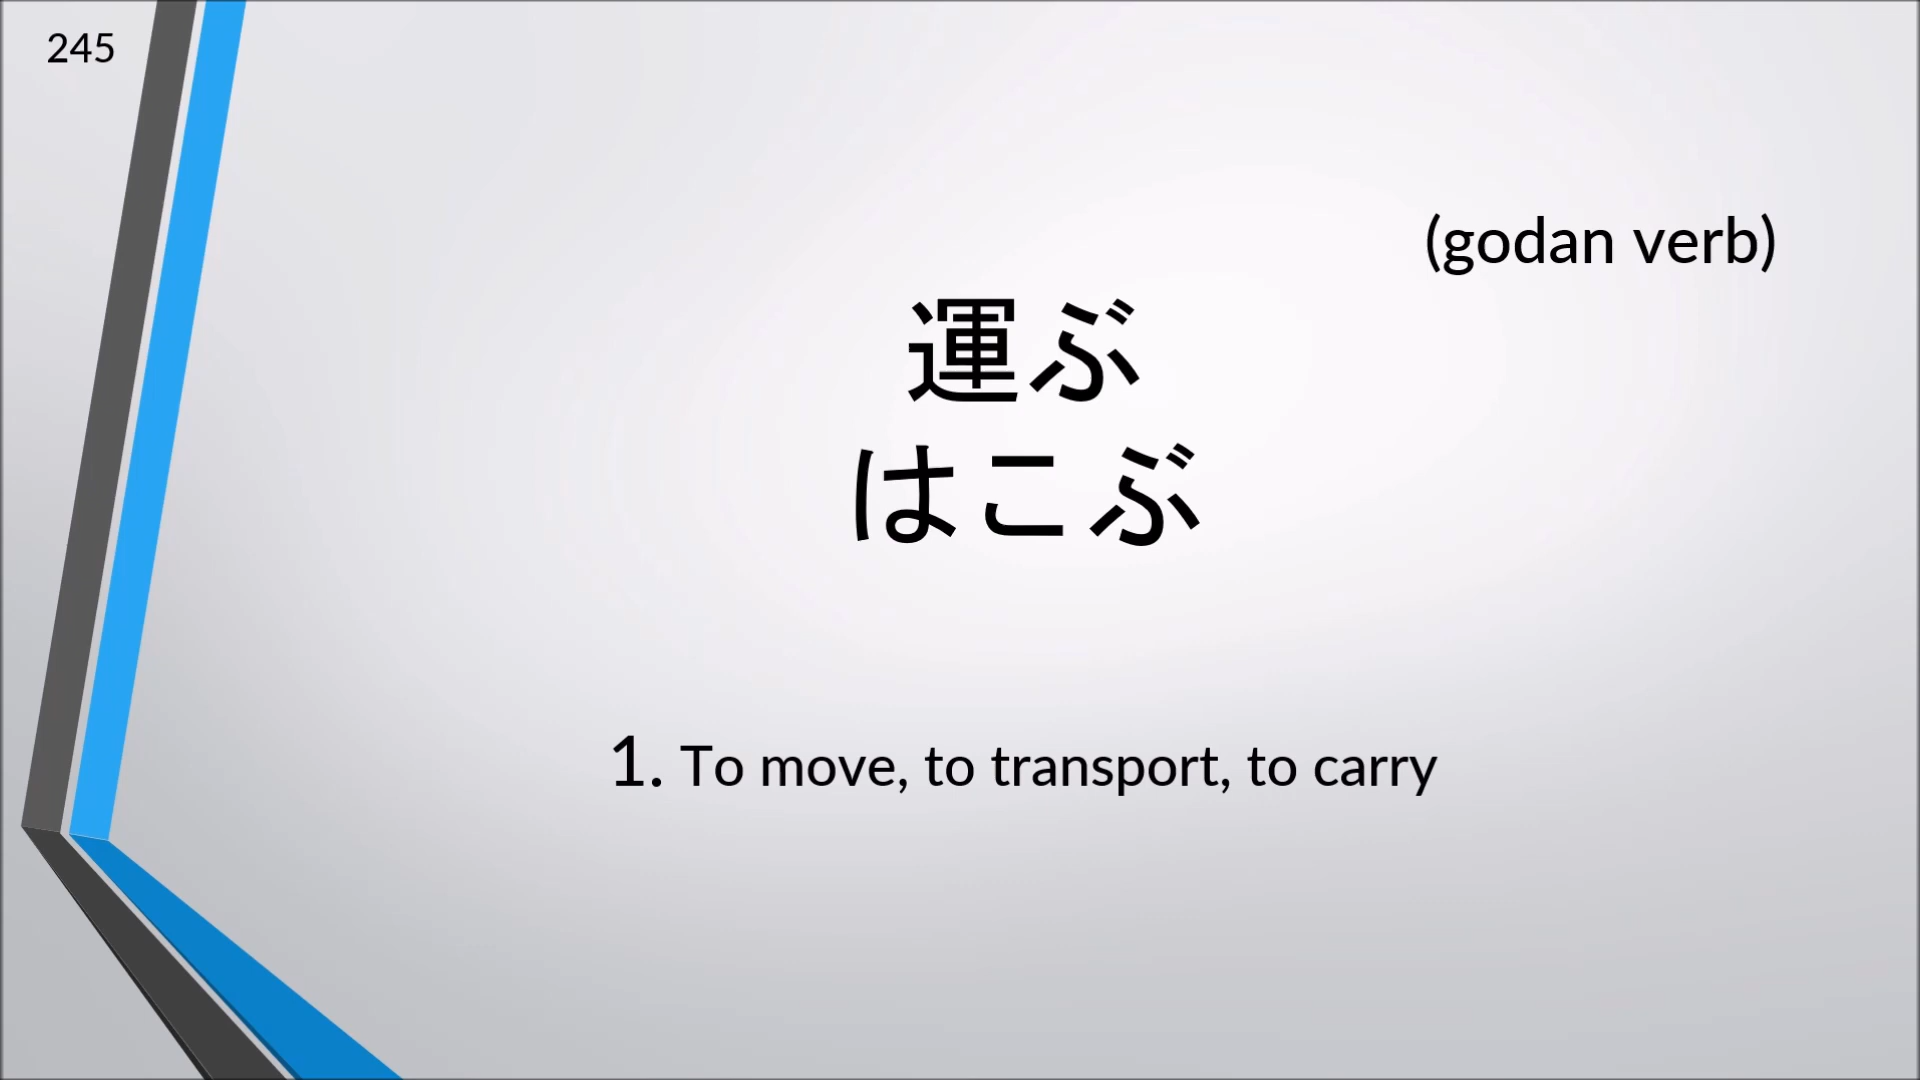 245
(godan verb)
運ぶ
はこぶ
1. To move, to transport, to carry